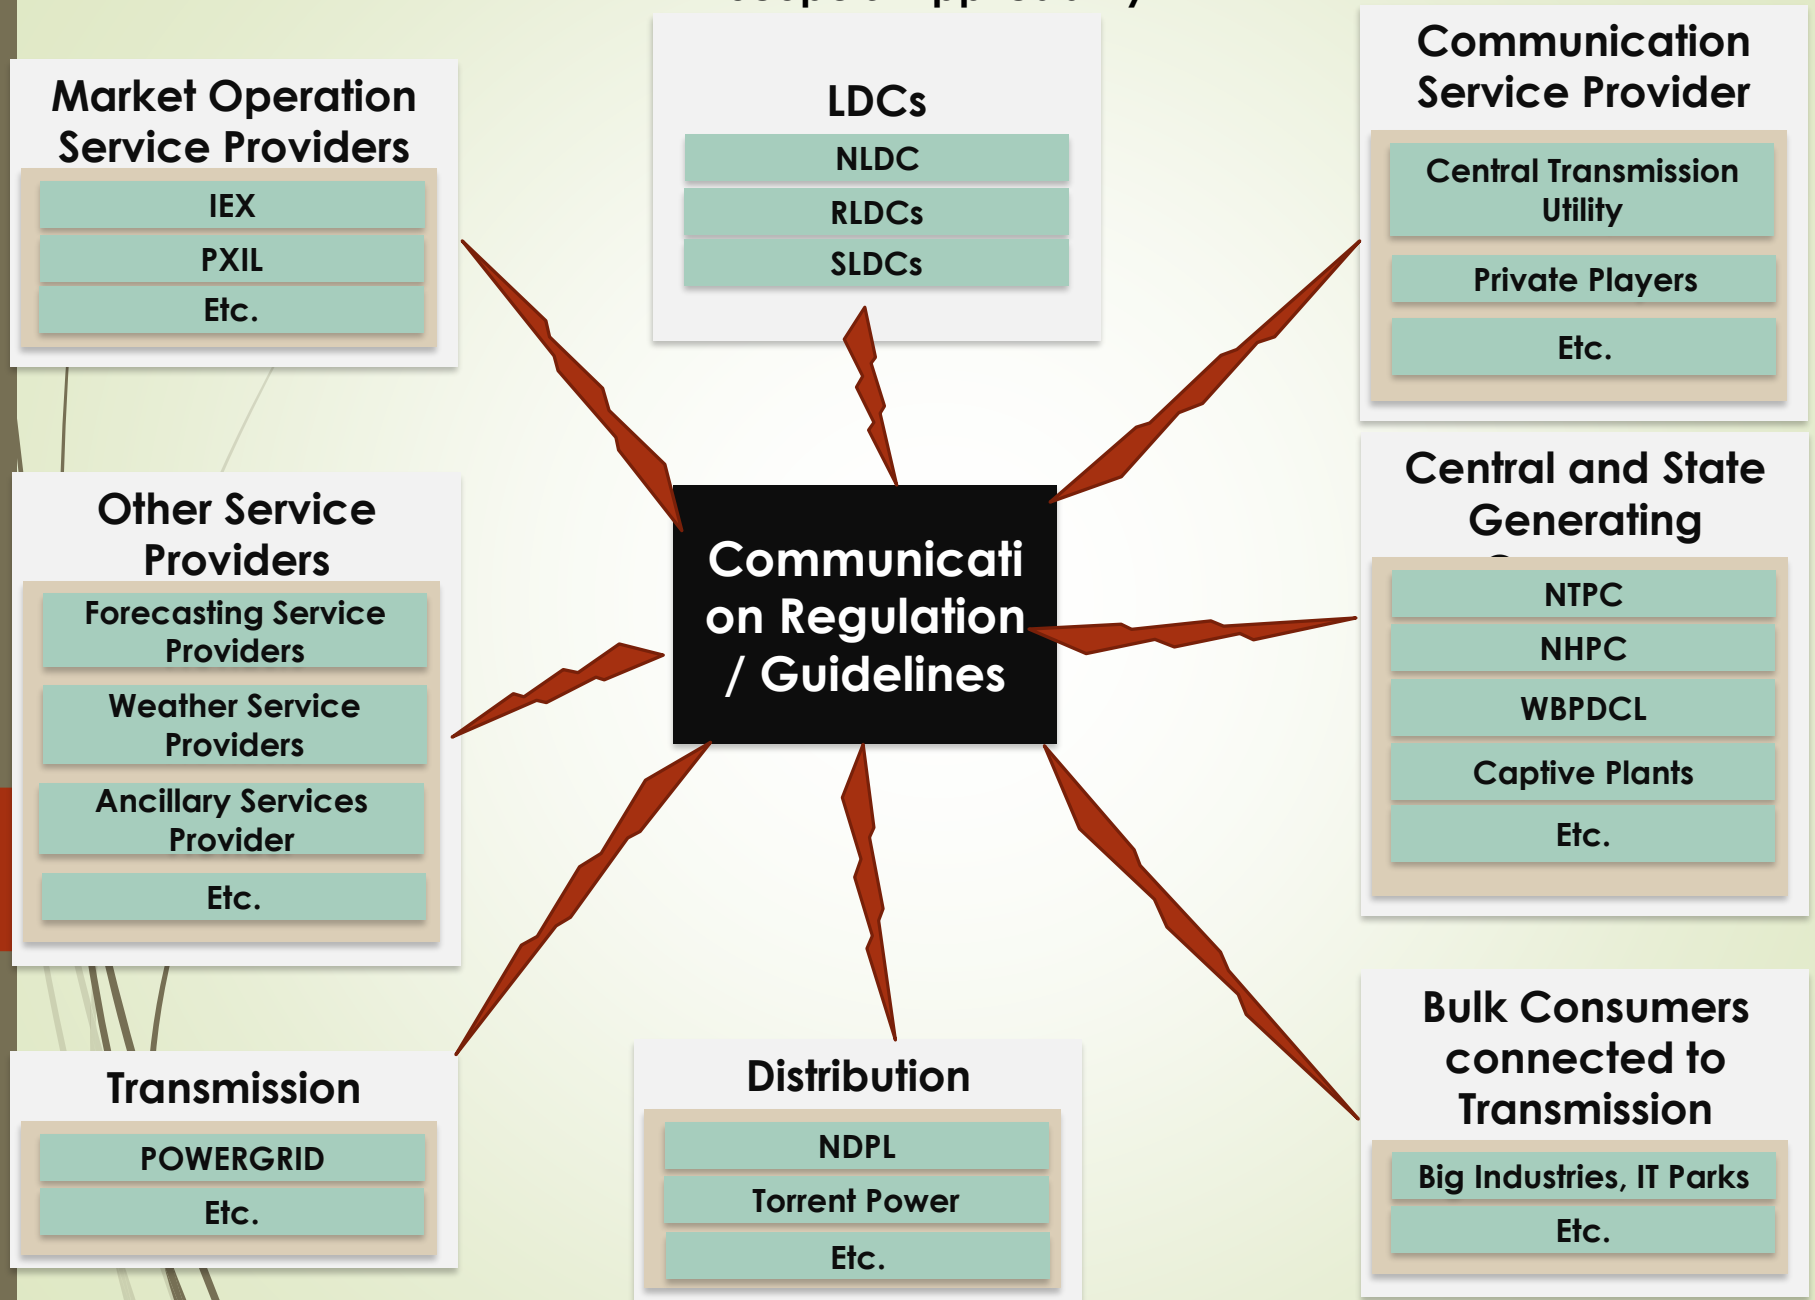 Market Operation
Service Providers
IEX
PXIL
Etc.
LDCs
NLDC
RLDCs
SLDCs
Communication
Service Provider
Central Transmission
Utility
Private Players
Etc.
Other Service
Providers
Forecasting Service
Providers
Weather Service
Providers
Ancillary Services
Provider
Etc.
Communicati
on Regulation
/ Guidelines
Central and State
Generating
NTPC
NHPC
WBPDCL
Captive Plants
Etc.
Transmission
POWERGRID
Etc.
Distribution
NDPL
Torrent Power
Etc.
Bulk Consumers
connected to
Transmission
Big Industries, IT Parks
Etc.